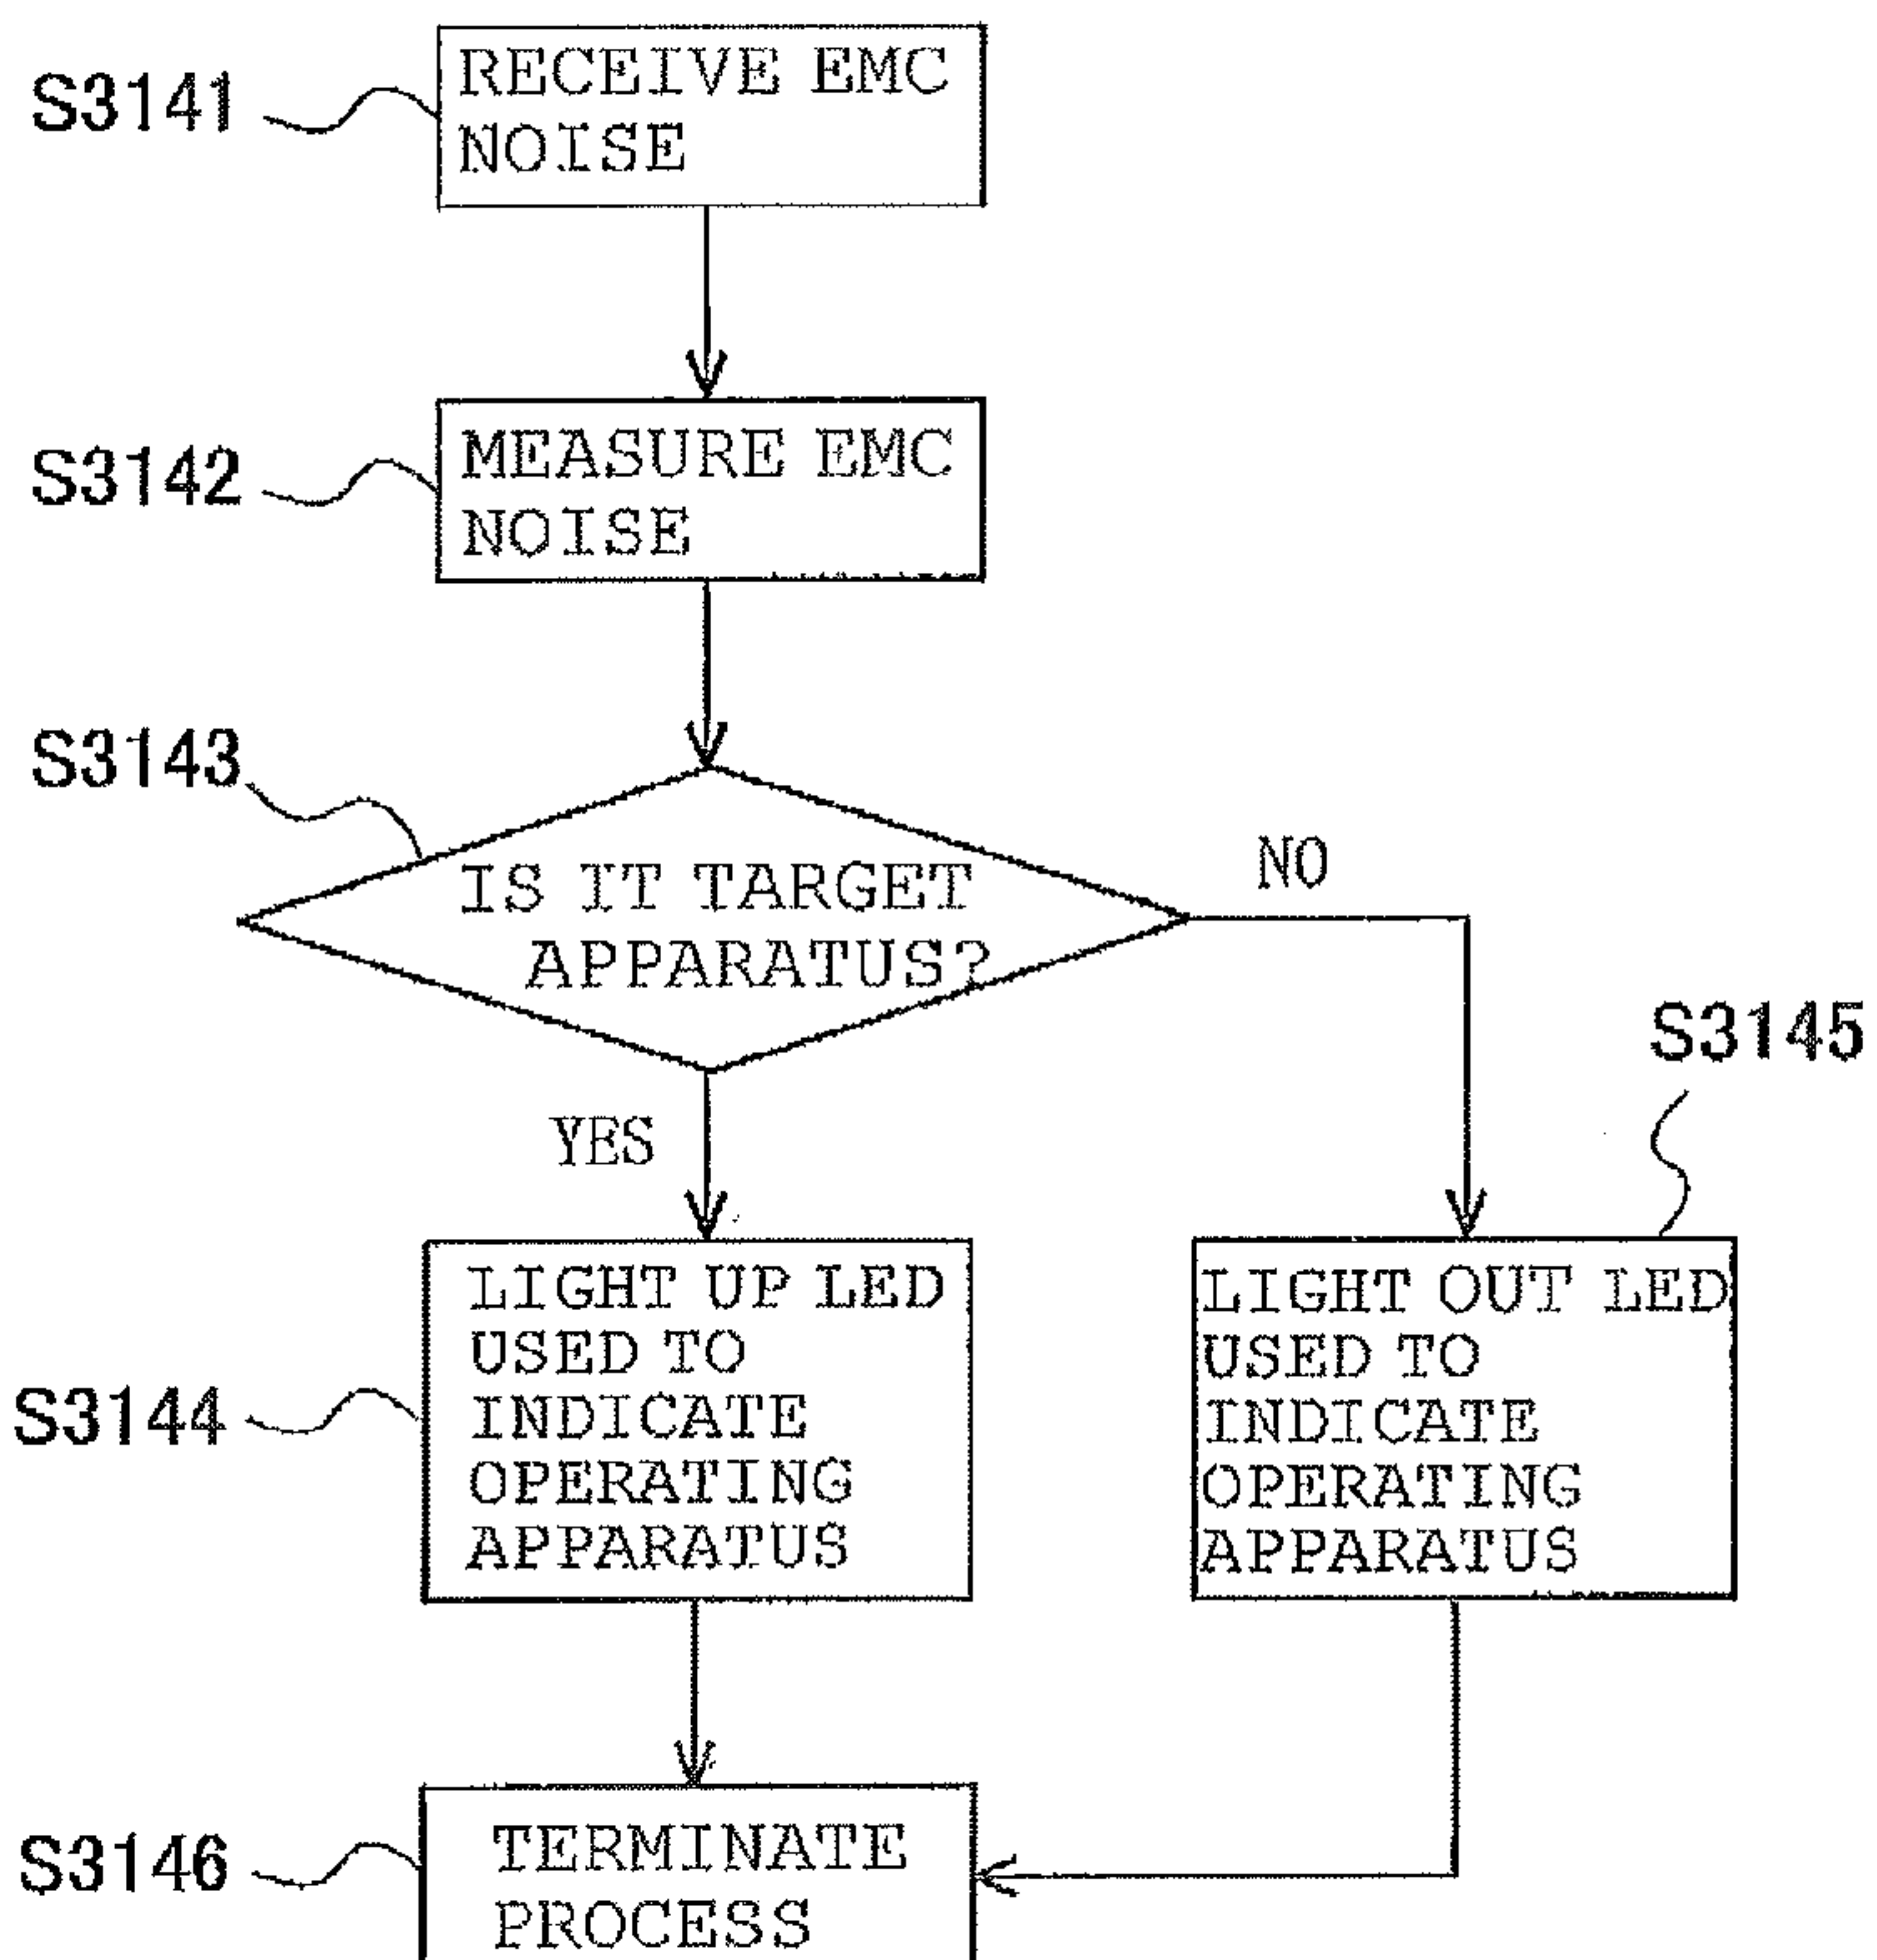 S3141
RECEIVE EMC
NOISE
S3142
MEASURE EMC
NOISE
S3143
IS IT TARGET
APPARATUS?
NO
YES
S3144
LIGHT UP LED
USED TO
INDICATE
OPERATING
APPARATUS
S3145
LIGHT OUT LED
USED TO
INDICATE
OPERATING
APPARATUS
S3146
TERMINATE
PROCESS